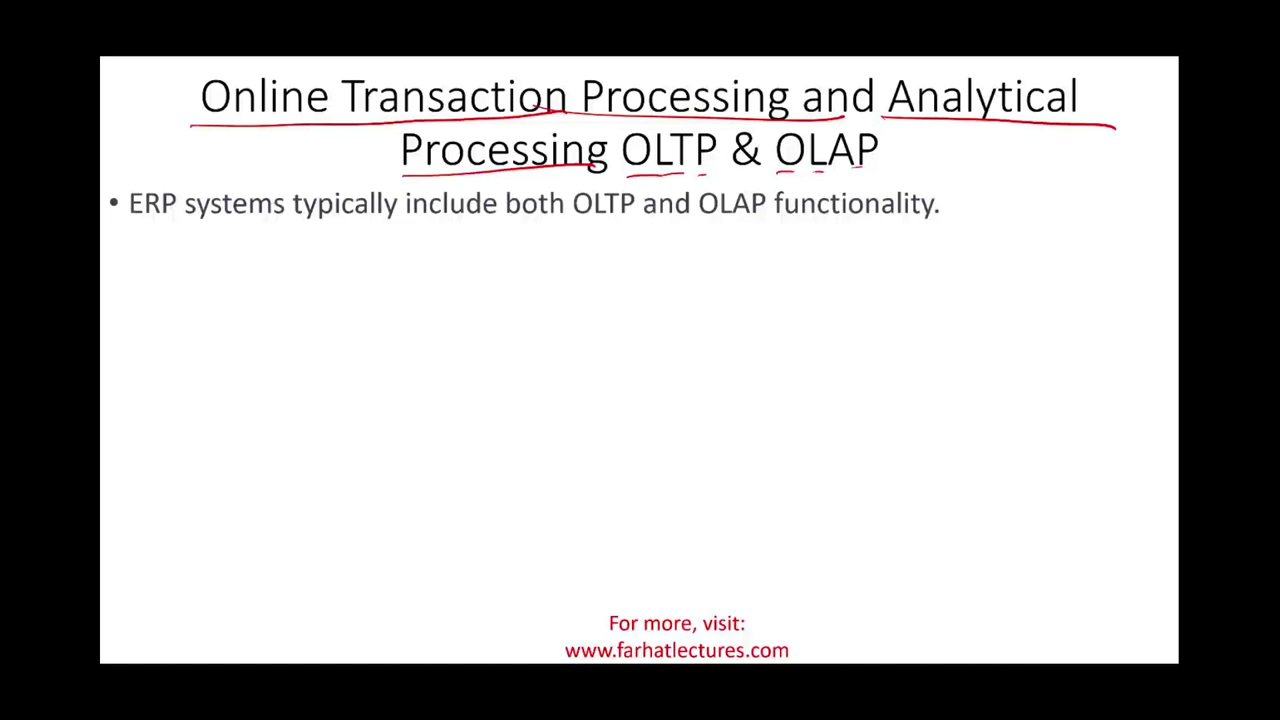 Online Transaction Processing and Analytical
Processing OLTP & OLAP
• ERP systems typically include both OLTP and OLAP functionality.
For more, visit:
www.farhatlectures.com